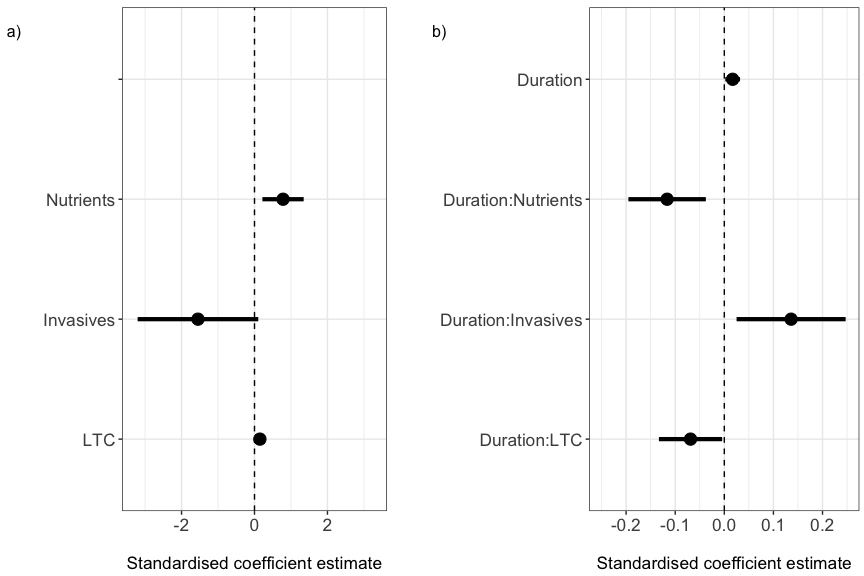 a)
Nutrients
Invasives
LTC
-2 0 2
Standardised coefficient estimate
b)
Duration
Duration:Nutrients
Duration:Invasives
Duration:LTC
-0.2 -0.1 0.0 0.1 0.2
Standardised coefficient estimate